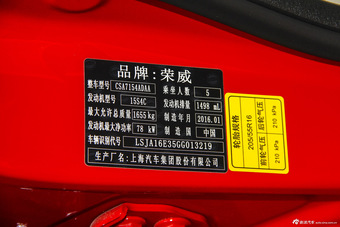 品牌:荣威
整车型号 CSA7154ADAA 乘坐人数 5
发动机型号 15S4C 发动机排量 1498 mL
最大允许总质量 1655kg 制造年月 2016.01
发动机最大净功率 78 kW 制造国 中国
车辆识别代号 LSJA16E35GG013219
生产厂名:上海汽车集团股份有限公司
轮胎规格
205/55R16
前轮气压 后轮气压
210 kPa 210 kPa